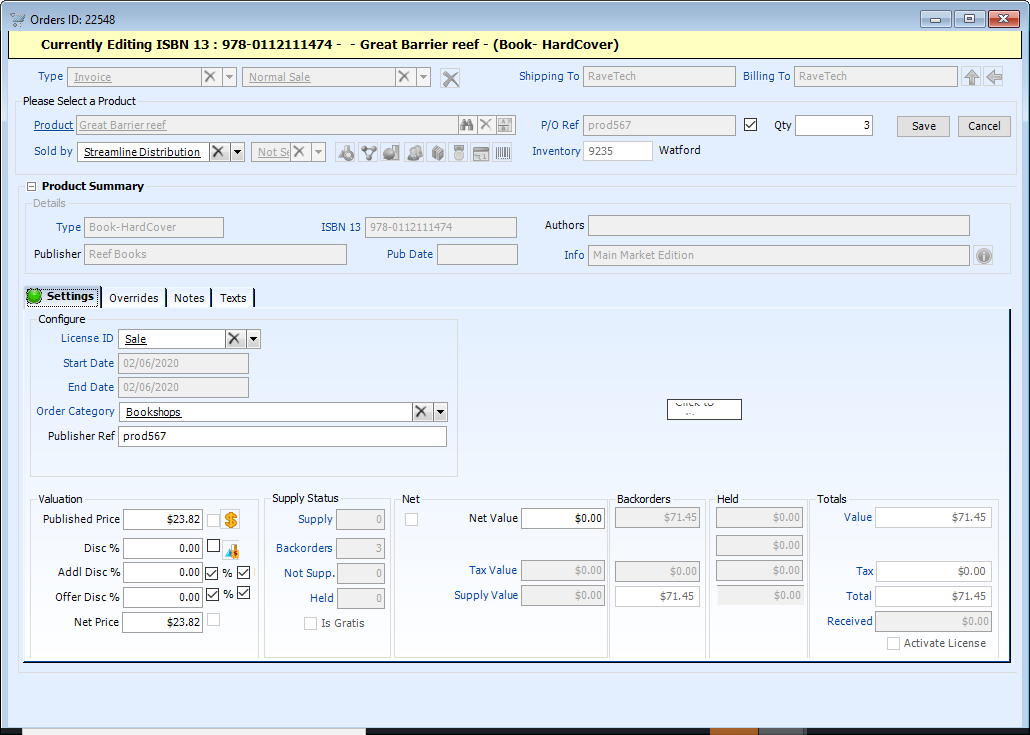 Orders ID: 22548
Currently Editing ISBN 13 : 978-0112111474 - - Great Barrier reef - (Book- HardCover)
Type Invoice Normal Sale Shipping To RaveTech Billing To RaveTech
Please Select a Product
Product Great Barrier reef P/O Ref prod567 Qty 3 Save Cancel
Sold by Streamline Distribution Not Inventory 9235 Watford
Product Summary
Details
Type Book-HardCover ISBN 13 978-0112111474 Authors
Publisher Reef Books Pub Date Info Main Market Edition
Settings Overrides Notes Texts
Configure
License ID Sale
Start Date 02/06/2020
End Date 02/06/2020
Order Category Bookshops
Publisher Ref prod567
Valuation Supply Status Net Backorders Held Totals
Published Price $23.82 Supply 0 Net Value $0.00 $71.45 $0.00 Value $71.45
Disc % 0.00 Backorders 3 $0.00
Addl Disc % 0.00 % Not Supp. 0 Tax Value $0.00 $0.00 $0.00 Tax $0.00
Offer Disc % 0.00 % Held 0 Supply Value $0.00 $71.45 $0.00 Total $71.45
Net Price $23.82 Is Gratis Received $0.00
Activate License